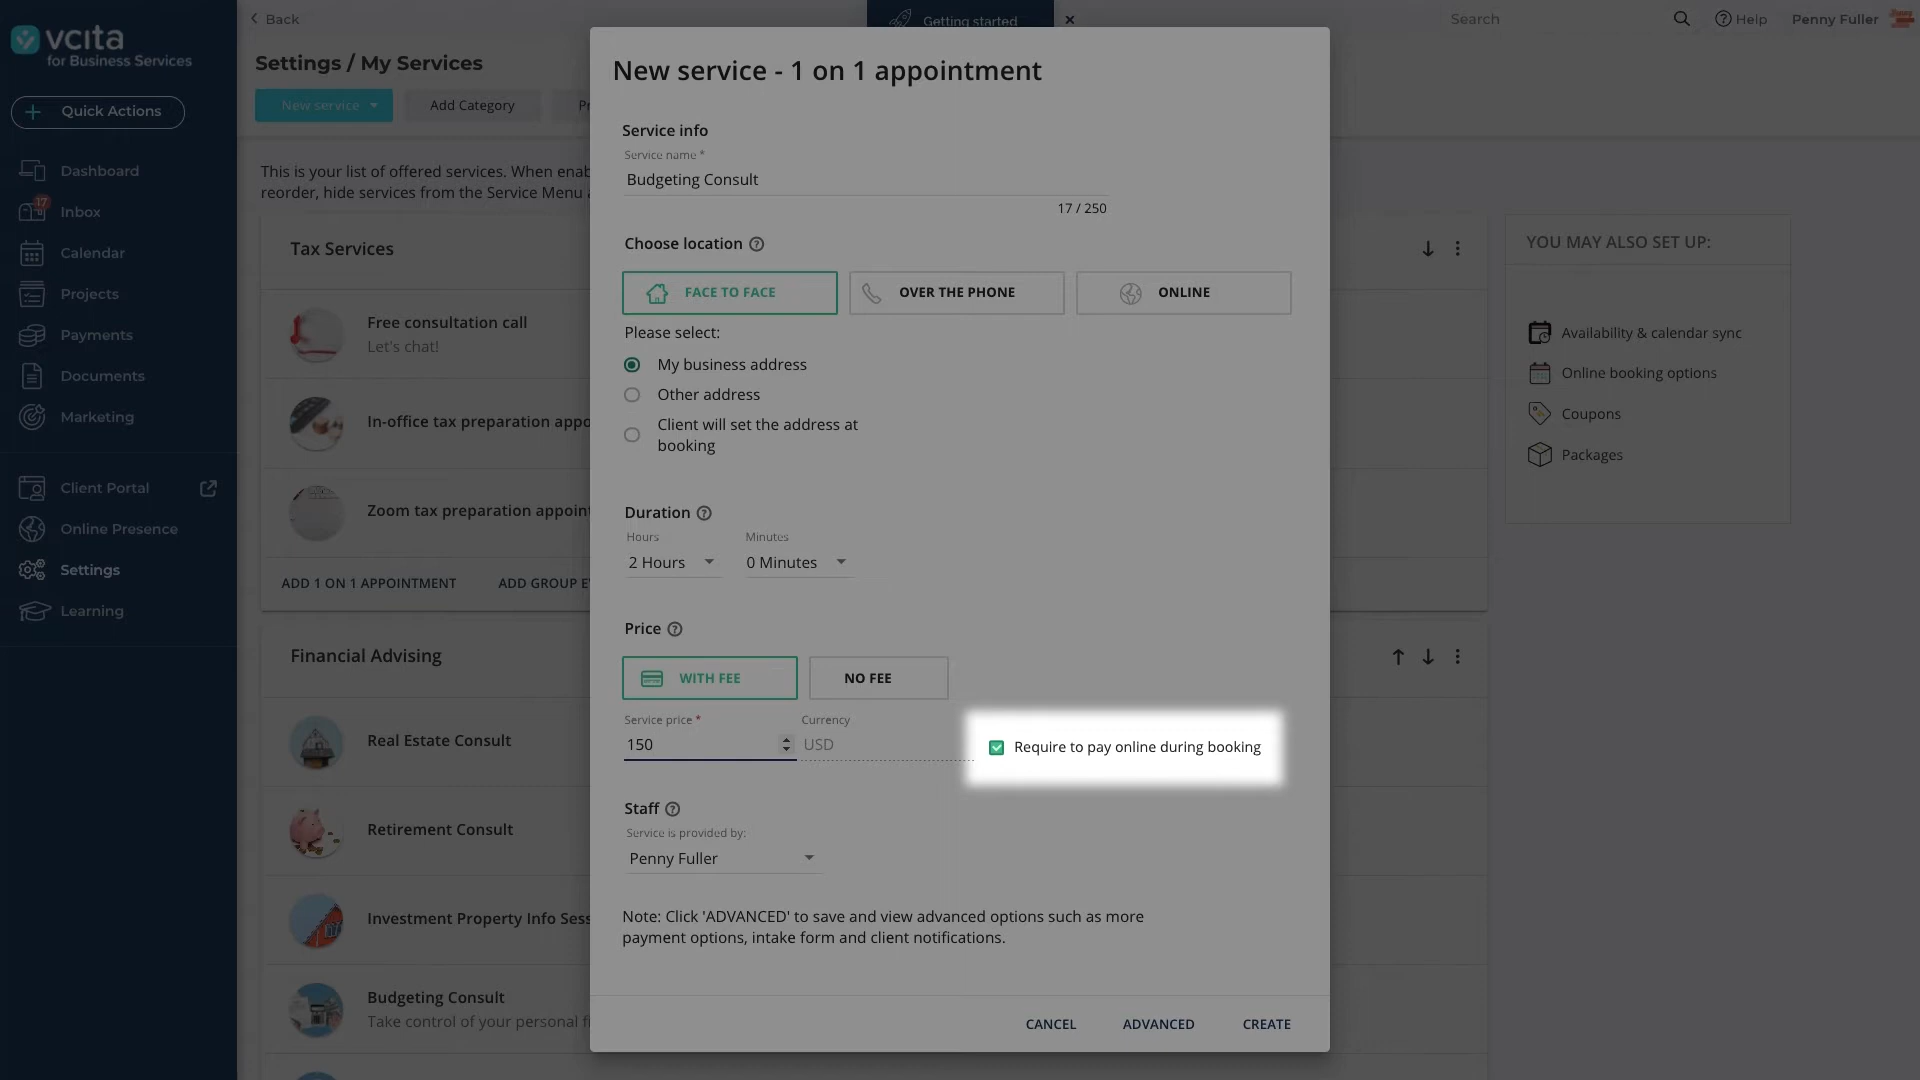 vcita
for Business Services
Quick Actions
Dashboard
17
Inbox
Calendar
Projects
Payments
Documents
Marketing
Client Portal
Online Presence
Settings
Learning
Back
Getting started
Search
Help
Penny Fuller
Settings / My Services
New service
Add Category
This is your list of offered services. When
reorder, hide services from the Service Menu
Tax Services
Free consultation call
Let's chat!
In-office tax preparation
Zoom tax preparation
ADD 1 ON 1 APPOINTMENT
ADD GROUP
Financial Advising
Real Estate Consult
Retirement Consult
Investment Property Info
Budgeting Consult
Take control of your personal
New service - 1 on 1 appointment
Service info
Service name *
Budgeting Consult
17 / 250
Choose location
FACE TO FACE
OVER THE PHONE
ONLINE
Please select:
My business address
Other address
Client will set the address at
booking
Duration
Hours
Minutes
2 Hours
0 Minutes
Price
WITH FEE
NO FEE
Service price *
Currency
150
USD
Require to pay online during booking
Staff
Service is provided by:
Penny Fuller
Note: Click 'ADVANCED' to save and view advanced options such as more
payment options, intake form and client notifications.
CANCEL
ADVANCED
CREATE
YOU MAY ALSO SET UP:
Availability & calendar sync
Online booking options
Coupons
Packages